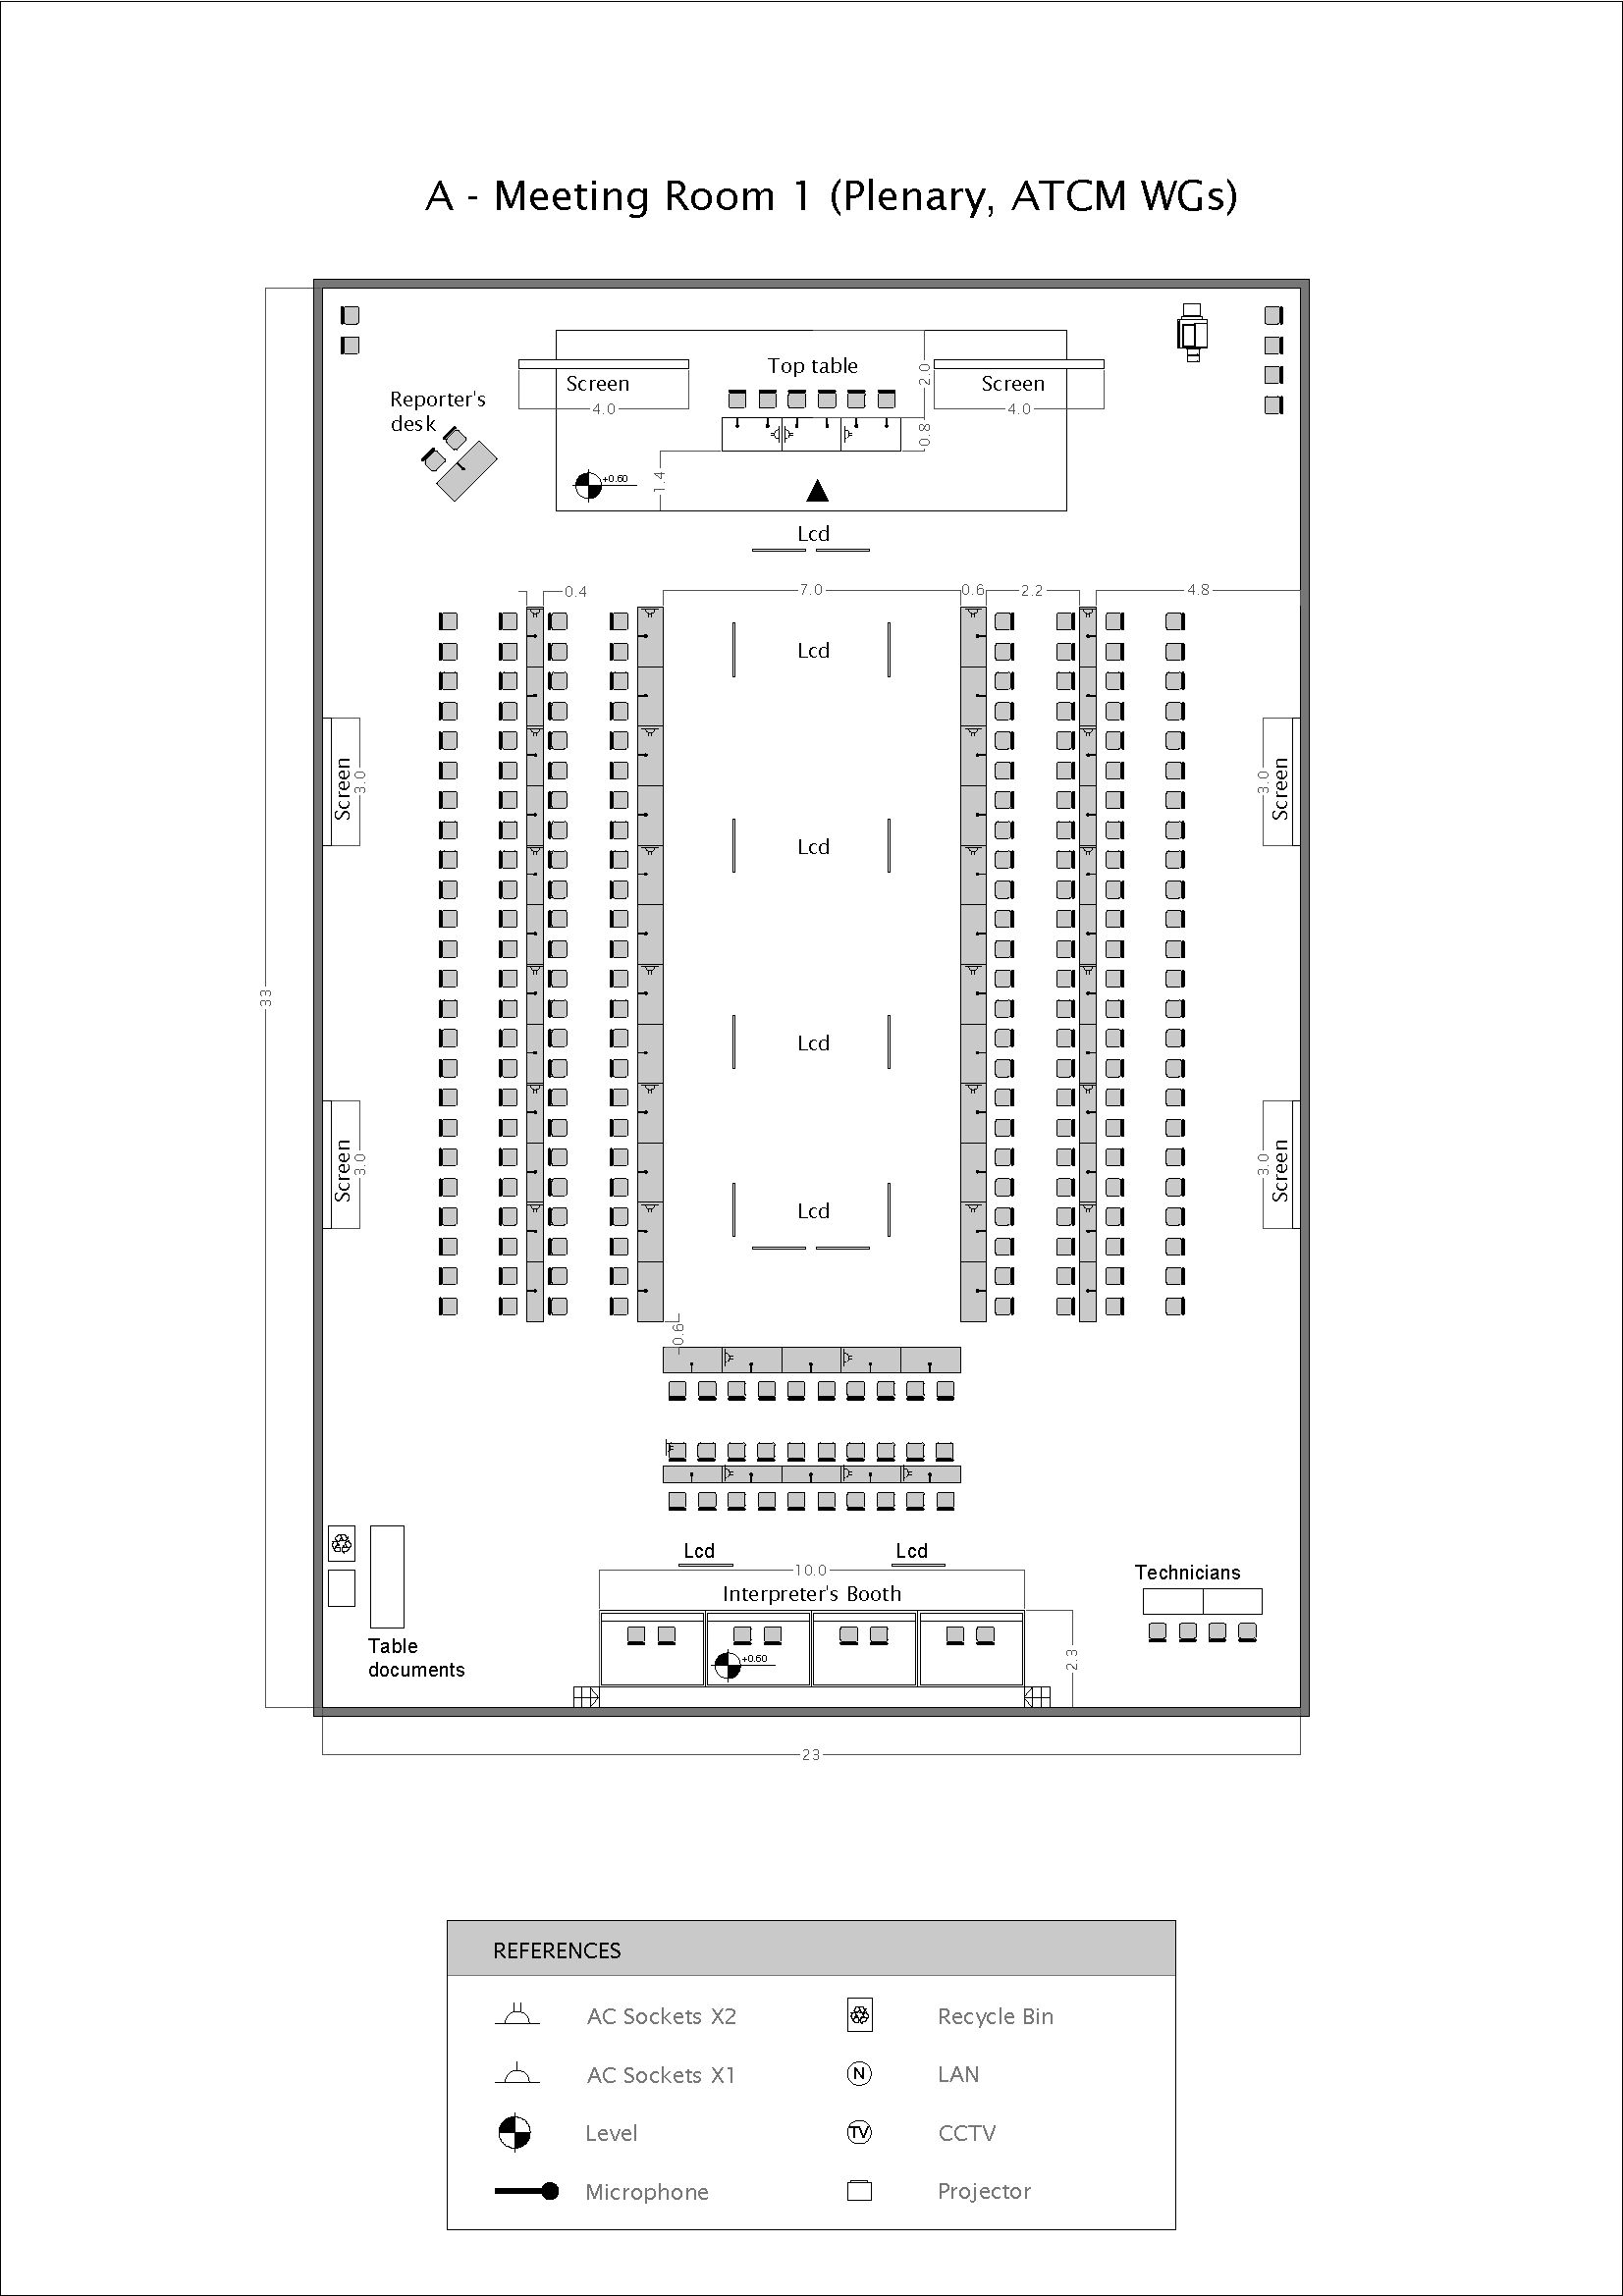 A - Meeting Room 1 (Plenary, ATCM WGs)
Top table
Screen
4.0
Screen
4.0
2.0
0.8
Reporter's
desk
+0.60
1.4
Lcd
0.4
7.0
0.6
2.2
4.8
Lcd
Screen
3.0
3.0
Screen
Lcd
33
Lcd
Screen
3.0
3.0
Screen
Lcd
0.6
Lcd
Lcd
10.0
Interpreter's Booth
Technicians
+0.60
2.3
Table
documents
23
REFERENCES
AC Sockets X2
Recycle Bin
AC Sockets X1
N
LAN
Level
TV
CCTV
Microphone
Projector